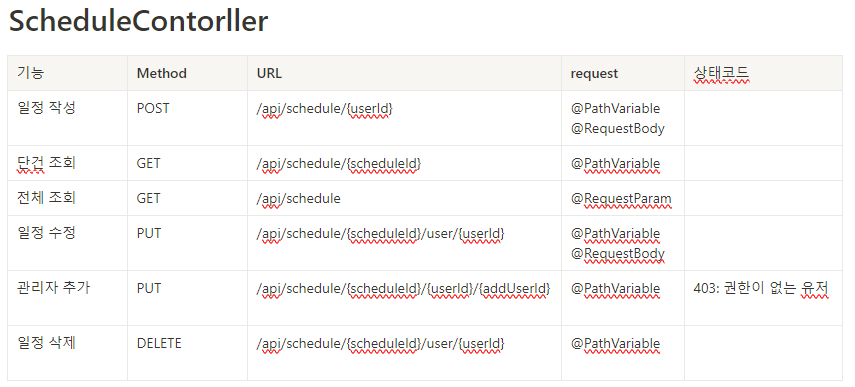 ScheduleContorller
기능 Method URL request 상태코드
일정 작성 POST /api/schedule/{userId} @PathVariable
@RequestBody
단겁 조회 GET /api/schedule/{scheduleId} @PathVariable
전체 조회 GET /api/schedule @RequestParam
일정 수정 PUT /api/schedule/{scheduleId}/user/{userId} @PathVariable
@RequestBody
관리자 추가 PUT /api/schedule/{scheduleId}/{userId}/{addUserId} @PathVariable 403: 권한이 없는 유저
일정 삭제 DELETE /api/schedule/{scheduleId}/user/{userId} @PathVariable